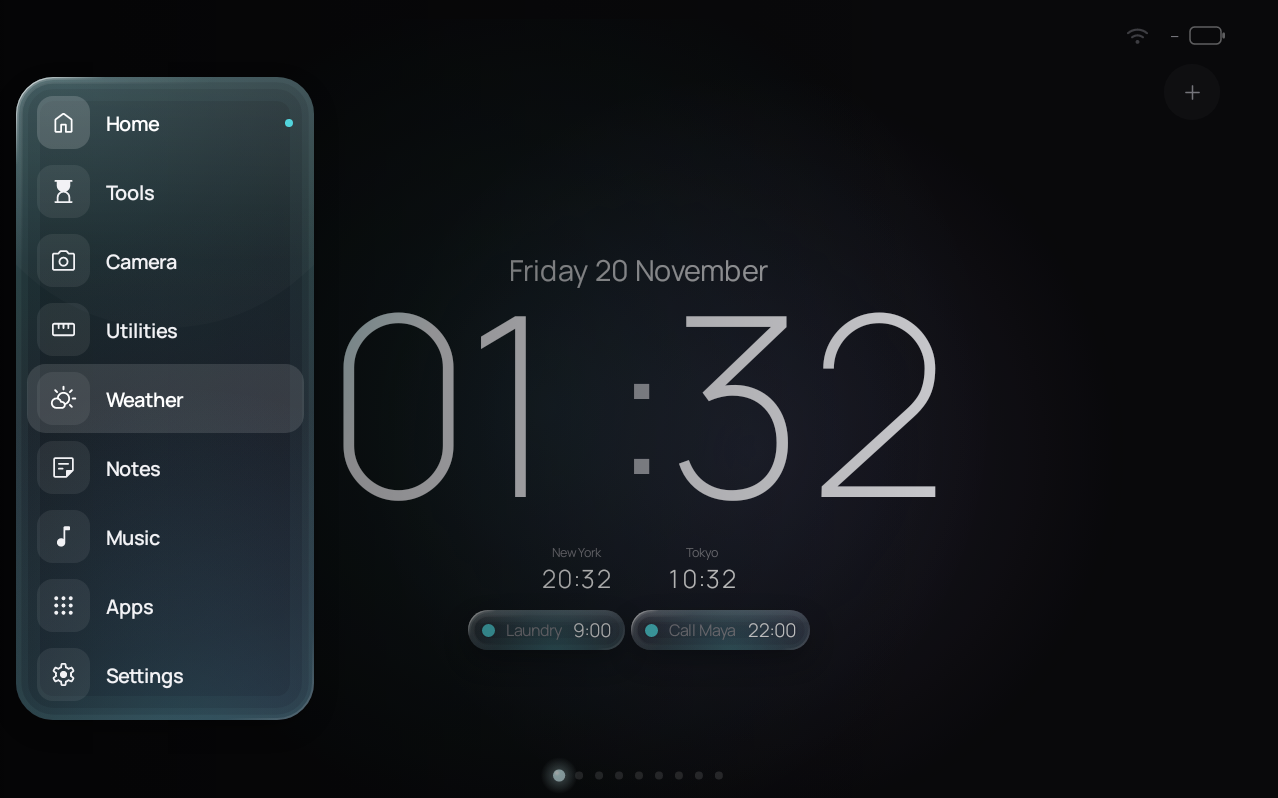 Home
Tools
Camera
Utilities
Weather
Notes
Music
Apps
Settings
–
+
Friday 20 November
01:32
New York
20:32
Tokyo
10:32
Laundry 9:00
Call Maya 22:00